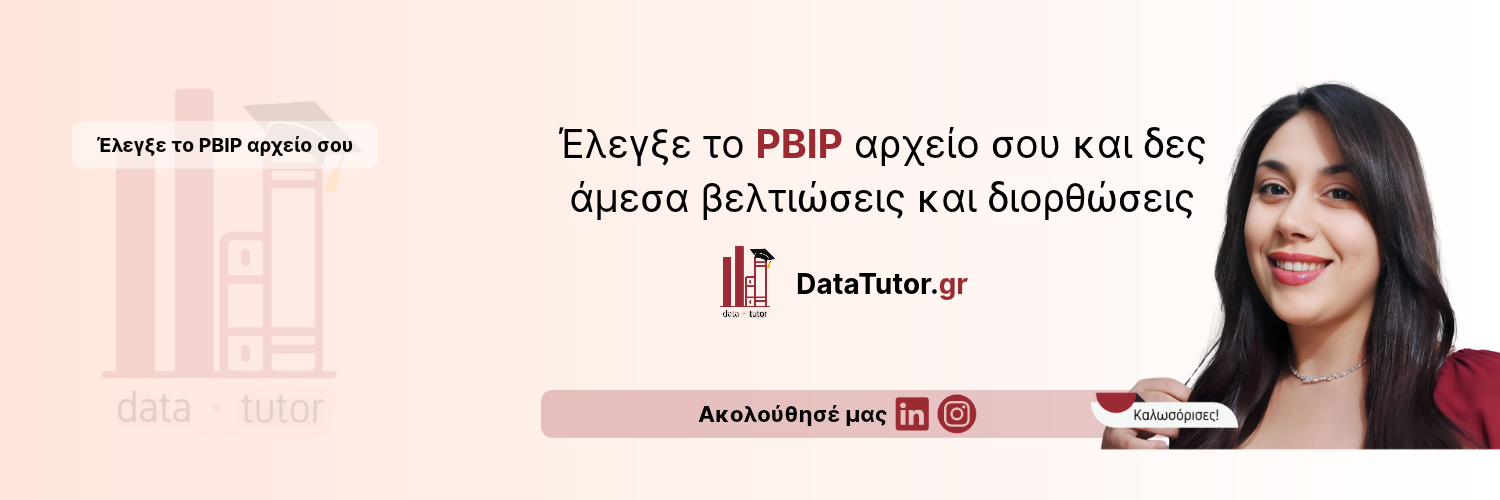 Έλεγξε το PBIP αρχείο σου
data · tutor
Έλεγξε το PBIP αρχείο σου και δες
άμεσα βελτιώσεις και διορθώσεις
data · tutor
DataTutor.gr
Ακολούθησέ μας in
Καλωσόρισες!